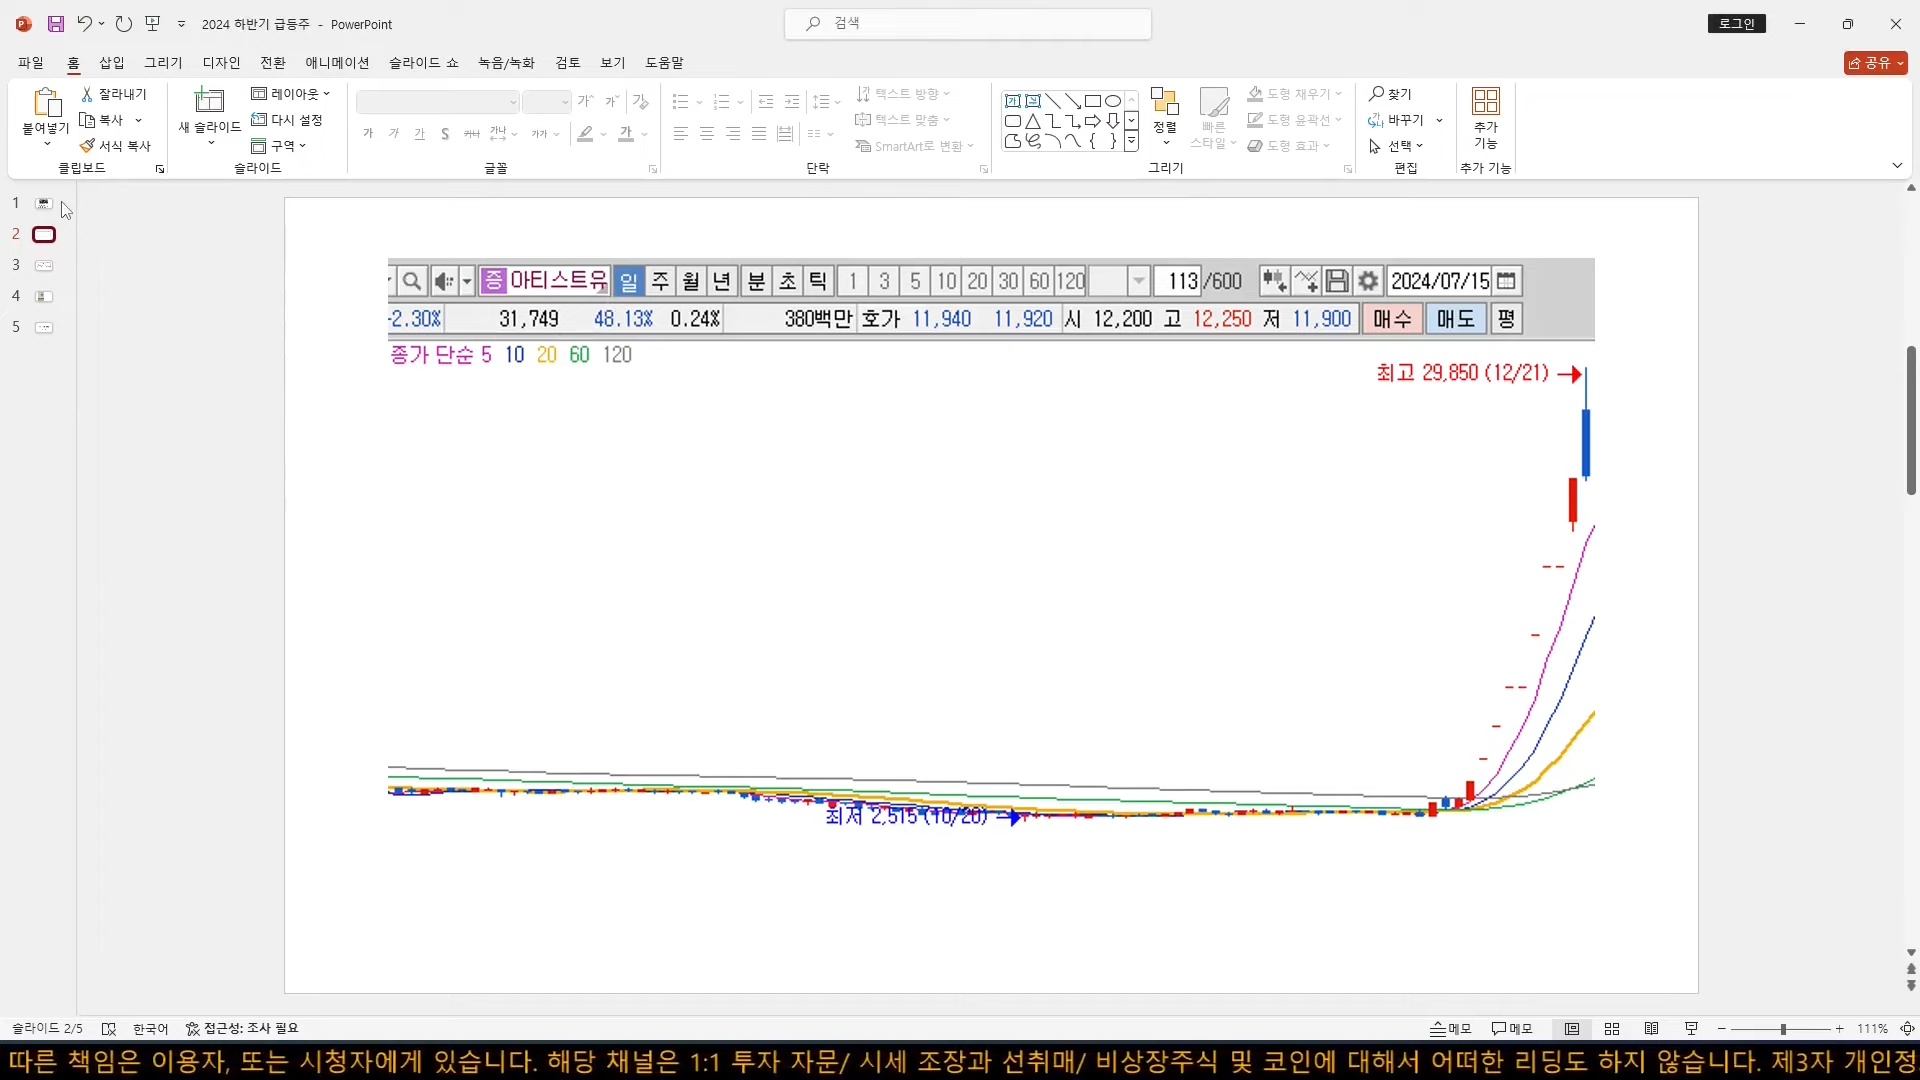 2024 하반기 급등주 - PowerPoint
검색
로그인
파일 홈 삽입 그리기 디자인 전환 애니메이션 슬라이드 쇼 녹음/녹화 검토 보기 도움말
공유
붙여넣기
잘라내기
복사
서식 복사
클립보드
새 슬라이드
레이아웃
다시 설정
구역
슬라이드
가 가 가 S 가나 가가 가
글꼴
텍스트 방향
텍스트 맞춤
SmartArt로 변환
단락
정렬
빠른 스타일
도형 채우기
도형 윤곽선
도형 효과
그리기
찾기
바꾸기
선택
편집
추가 기능
추가 기능
1
2
3
4
5
증 아티스트유 일 주 월 년 분 초 틱 1 3 5 10 20 30 60 120 113 /600 2024/07/15
-2.30% 31,749 48.13% 0.24% 380백만 호가 11,940 11,920 시 12,200 고 12,250 저 11,900 매수 매도 평
종가 단순 5 10 20 60 120
최고 29,850 (12/21)
최저 2,515 (10/20)
슬라이드 2/5 한국어 접근성: 조사 필요 메모 메모 111%
따른 책임은 이용자, 또는 시청자에게 있습니다. 해당 채널은 1:1 투자 자문/ 시세 조장과 선취매/ 비상장주식 및 코인에 대해서 어떠한 리딩도 하지 않습니다. 제3자 개인정